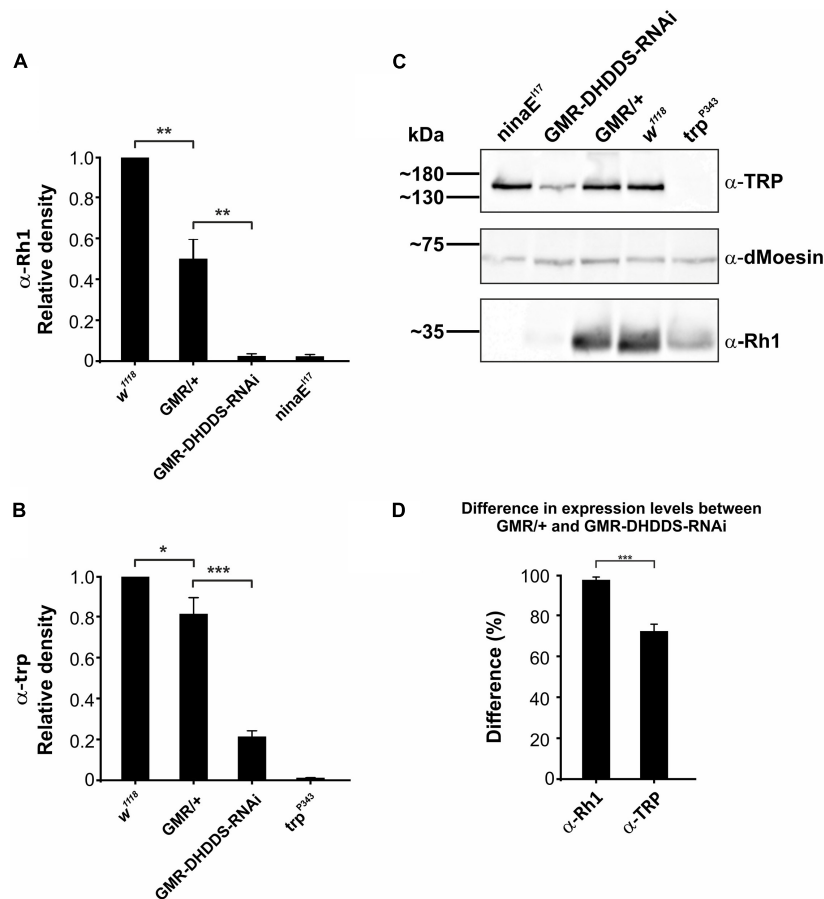 A
**
**
1.0
0.8
0.6
0.4
0.2
0
α-Rh1
Relative density
w1118
GMR/+
GMR-DHDDS-RNAi
ninaEI17
C
kDa
ninaEI17
GMR-DHDDS-RNAi
GMR/+
w1118
trpP343
~180
~130
α-TRP
~75
α-dMoesin
~35
α-Rh1
B
*
***
1.0
0.8
0.6
0.4
0.2
0
α-trp
Relative density
w1118
GMR/+
GMR-DHDDS-RNAi
trpP343
D
Difference in expression levels between
GMR/+ and GMR-DHDDS-RNAi
***
100
80
60
40
20
0
Difference (%)
α-Rh1
α-TRP